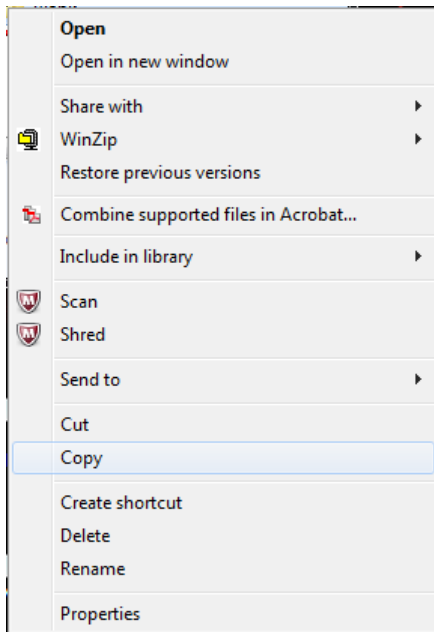 Open
Open in new window
Share with
WinZip
Restore previous versions
Combine supported files in Acrobat...
Include in library
Scan
Shred
Send to
Cut
Copy
Create shortcut
Delete
Rename
Properties